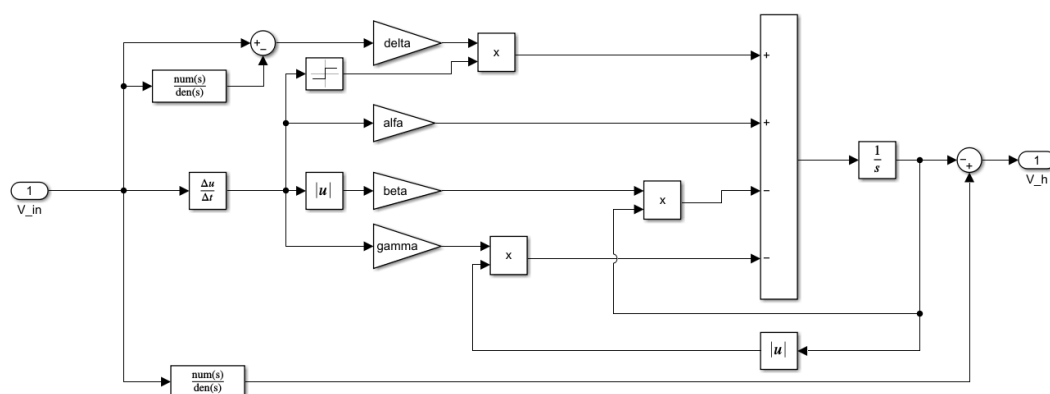 delta
x
num(s)
den(s)
alfa
1
V_in
Δu
Δt
|u|
beta
x
gamma
x
+
+
−
−
1
s
1
V_h
|u|
num(s)
den(s)
+
−
−
+